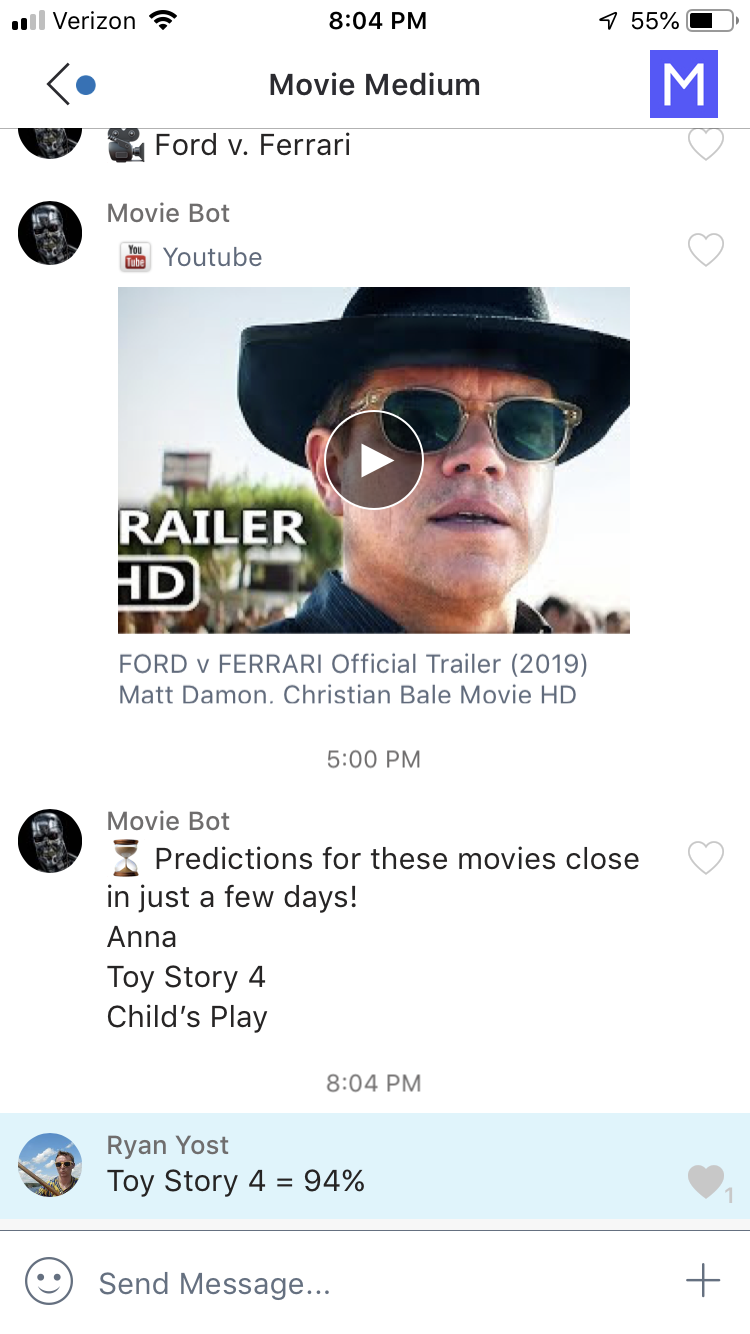 Verizon 8:04 PM 55%
Movie Medium M
Ford v. Ferrari
Movie Bot
You
Tube
Youtube
RAILER
HD
FORD v FERRARI Official Trailer (2019)
Matt Damon, Christian Bale Movie HD
5:00 PM
Movie Bot
Predictions for these movies close
in just a few days!
Anna
Toy Story 4
Child’s Play
8:04 PM
Ryan Yost
Toy Story 4 = 94%
1
Send Message...